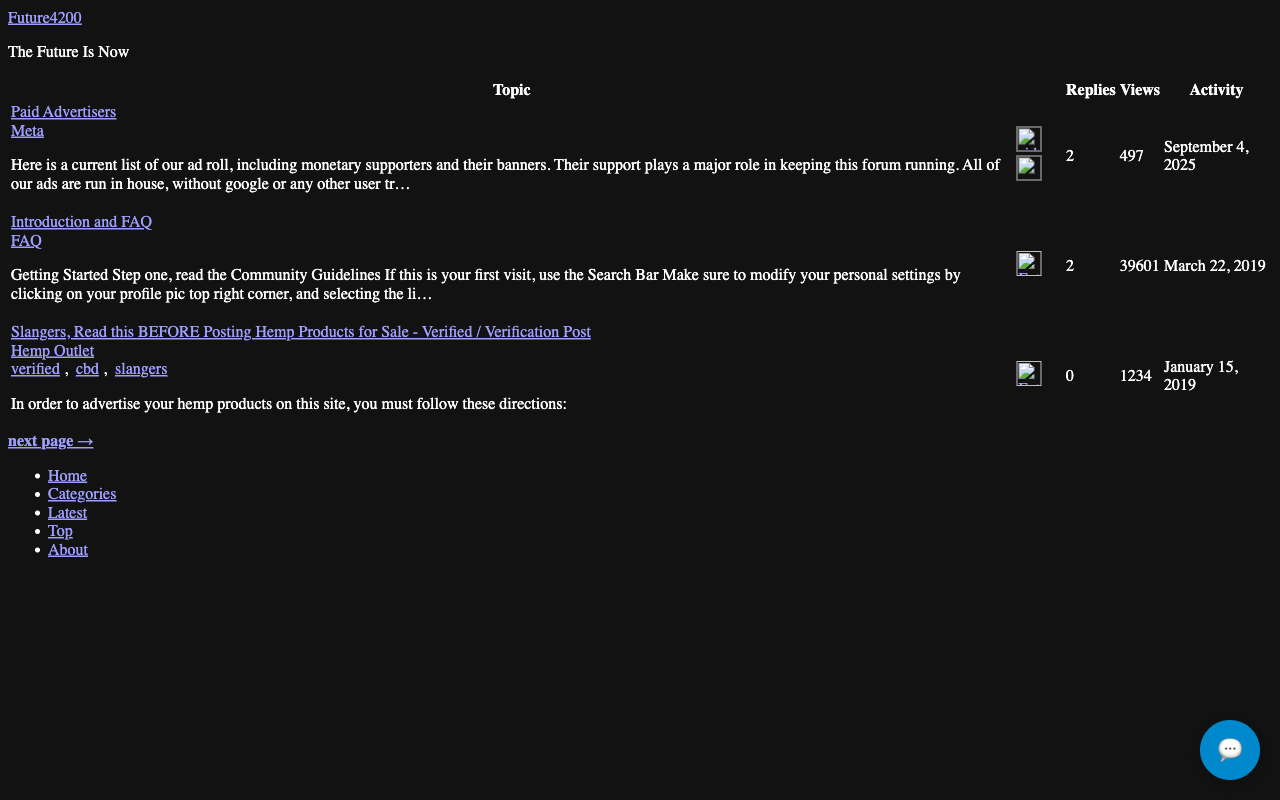 Future4200
The Future Is Now
Topic Replies Views Activity
Paid Advertisers
Meta
Here is a current list of our ad roll, including monetary supporters and their banners. Their support plays a major role in keeping this forum running. All of
our ads are run in house, without google or any other user tr…
2 497 September 4,
2025
Introduction and FAQ
FAQ
Getting Started Step one, read the Community Guidelines If this is your first visit, use the Search Bar Make sure to modify your personal settings by
clicking on your profile pic top right corner, and selecting the li…
2 39601 March 22, 2019
Slangers, Read this BEFORE Posting Hemp Products for Sale - Verified / Verification Post
Hemp Outlet
verified , cbd , slangers
In order to advertise your hemp products on this site, you must follow these directions:
0 1234 January 15,
2019
next page →
• Home
• Categories
• Latest
• Top
• About